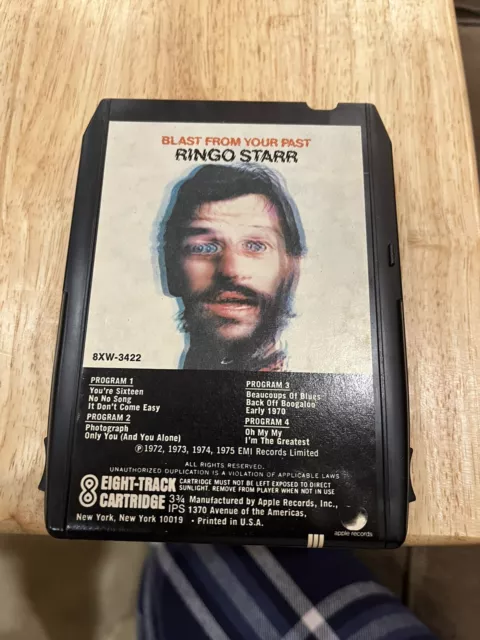 BLAST FROM YOUR PAST
RINGO STARR
8XW-3422
PROGRAM 1
You're Sixteen
No No Song
It Don't Come Easy
PROGRAM 2
Photograph
Only You (And You Alone)
PROGRAM 3
Beaucoups Of Blues
Back Off Boogaloo
Early 1970
PROGRAM 4
Oh My My
I'm The Greatest
℗1972, 1973, 1974, 1975 EMI Records Limited
ALL RIGHTS RESERVED.
UNAUTHORIZED DUPLICATION IS A VIOLATION OF APPLICABLE LAWS
8 EIGHT-TRACK CARTRIDGE
CARTRIDGE MUST NOT BE LEFT EXPOSED TO DIRECT
SUNLIGHT. REMOVE FROM PLAYER WHEN NOT IN USE
3¾ IPS
Manufactured by Apple Records, Inc.,
1370 Avenue of the Americas,
New York, New York 10019 • Printed in U.S.A.
apple records